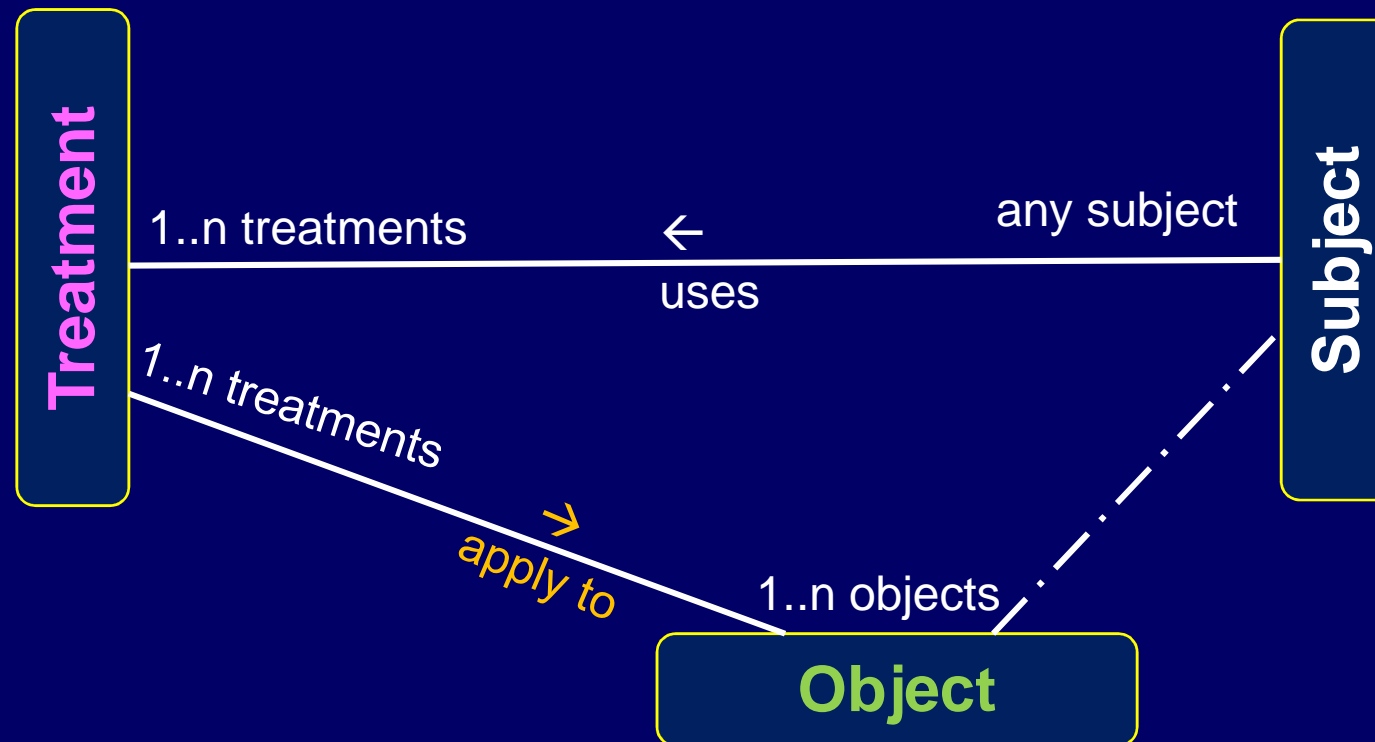 Treatment
1..n treatments
←
uses
any subject
Subject
1..n treatments
→
apply to
1..n objects
Object